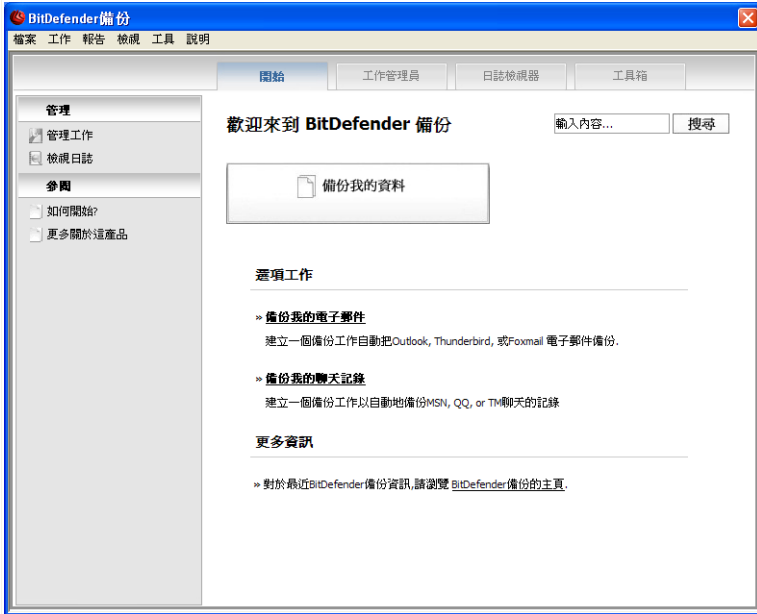 BitDefender備份
檔案 工作 報告 檢視 工具 說明
開始 工作管理員 日誌檢視器 工具箱
管理
管理工作
檢視日誌
參閱
如何開始?
更多關於這產品
歡迎來到 BitDefender 備份
輸入內容... 搜尋
備份我的資料
選項工作
» 備份我的電子郵件
建立一個備份工作自動把Outlook, Thunderbird, 或Foxmail 電子郵件備份.
» 備份我的聊天記錄
建立一個備份工作以自動地備份MSN, QQ, or TM聊天的記錄
更多資訊
» 對於最近BitDefender備份資訊,請瀏覽 BitDefender備份的主頁.